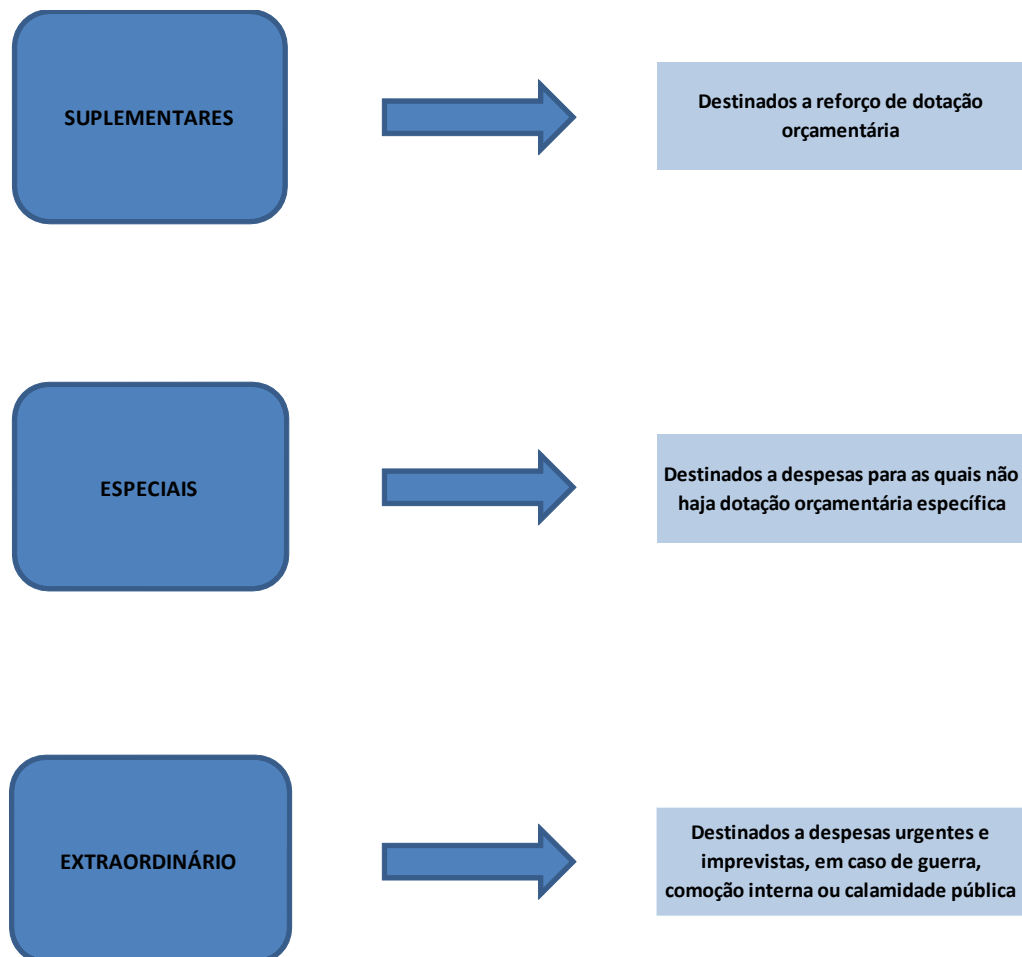 SUPLEMENTARES
Destinados a reforço de dotação
orçamentária
ESPECIAIS
Destinados a despesas para as quais não
haja dotação orçamentária específica
EXTRAORDINÁRIO
Destinados a despesas urgentes e
imprevistas, em caso de guerra,
comoção interna ou calamidade pública